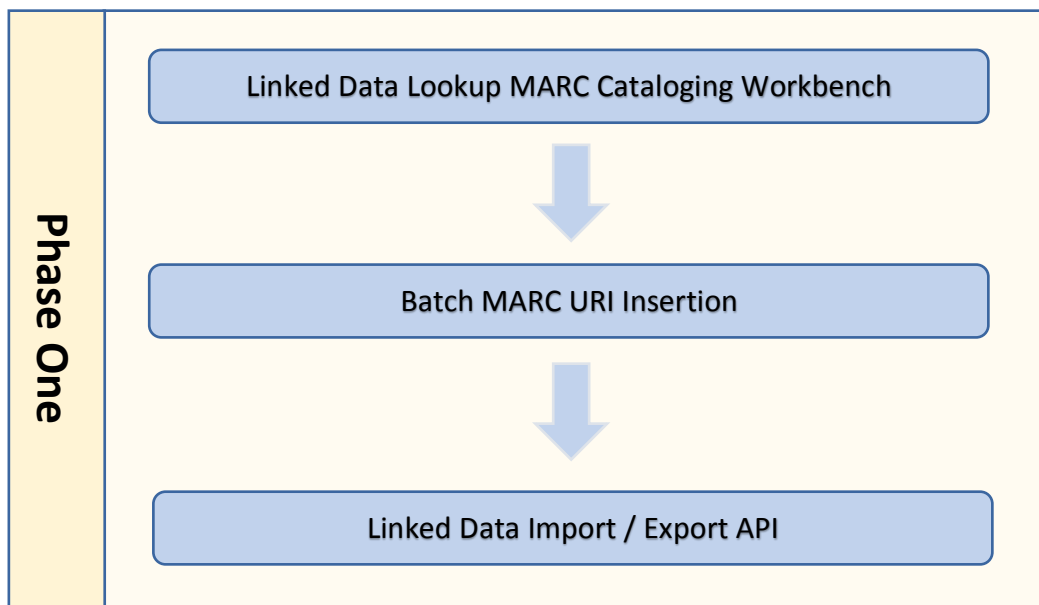 Phase One
Linked Data Lookup MARC Cataloging Workbench
Batch MARC URI Insertion
Linked Data Import / Export API